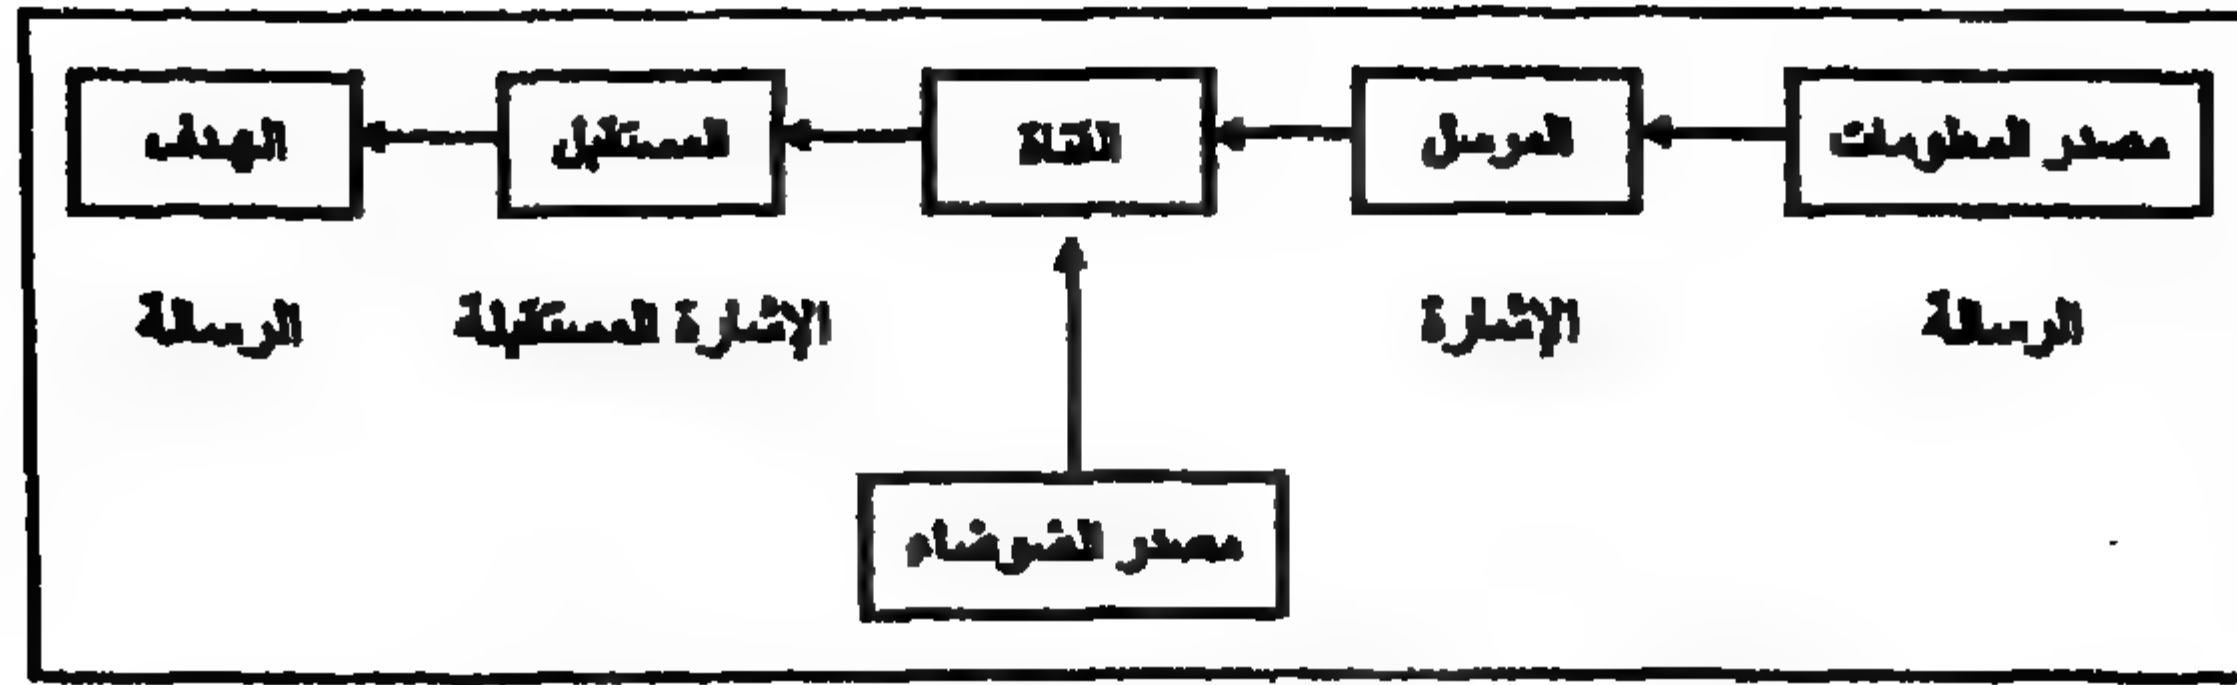 مصدر المعلومات
المرسل
القناة
المستقبل
الهدف
الرسالة
الإشارة
الإشارة المستقبلة
الرسالة
مصدر الضوضاء